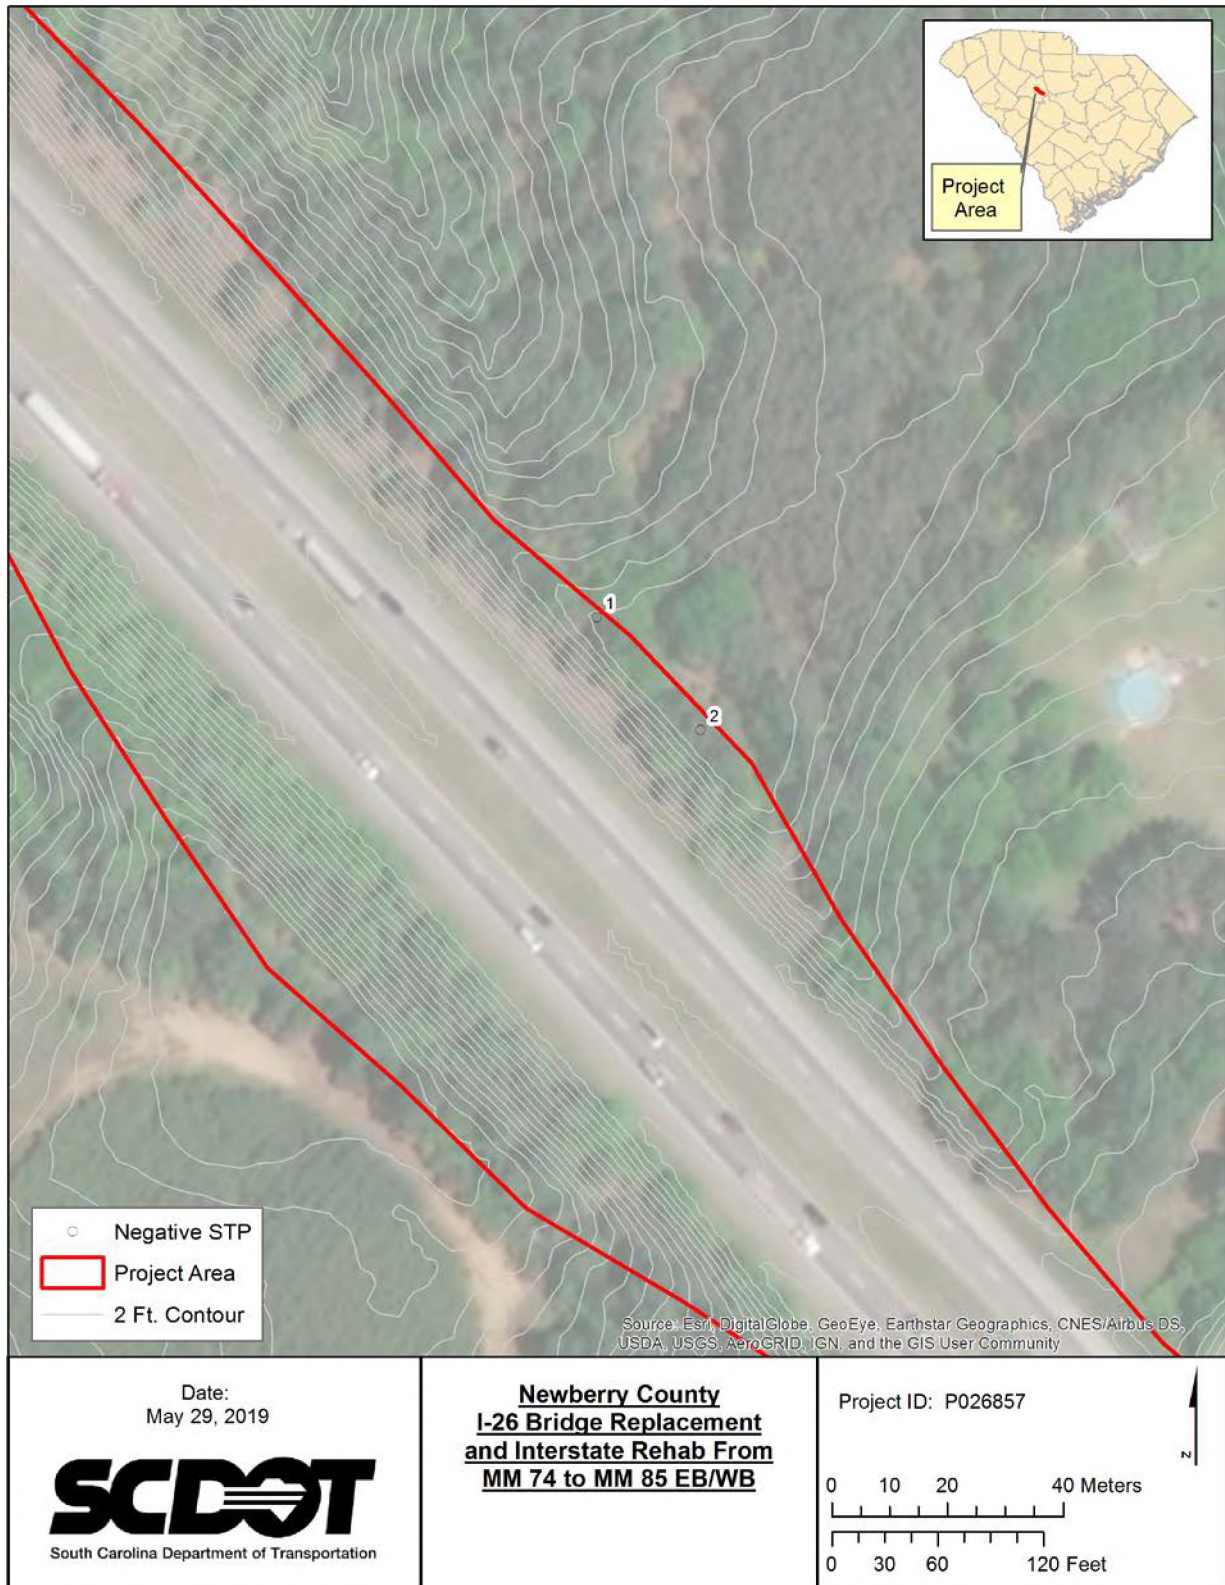 Project
Area
1
2
Negative STP
Project Area
2 Ft. Contour
Source: Esri, DigitalGlobe, GeoEye, Earthstar Geographics, CNES/Airbus DS,
USDA, USGS, AeroGRID, IGN, and the GIS User Community
Date:
May 29, 2019
SCDOT
South Carolina Department of Transportation
Newberry County
I-26 Bridge Replacement
and Interstate Rehab From
MM 74 to MM 85 EB/WB
Project ID: P026857
N
0 10 20 40 Meters
0 30 60 120 Feet